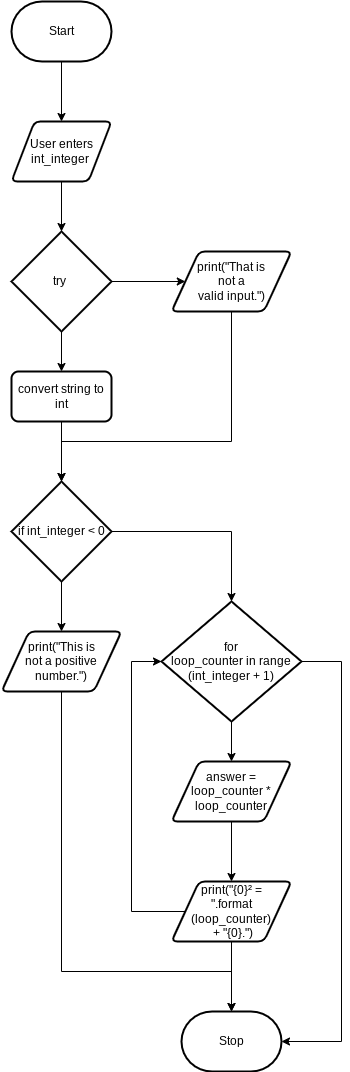 Start
User enters
int_integer
try
print("That is
not a
valid input.")
convert string to
int
if int_integer < 0
print("This is
not a positive
number.")
for
loop_counter in range
(int_integer + 1)
answer =
loop_counter *
loop_counter
print("{0}² =
".format
(loop_counter)
+ "{0}.")
Stop